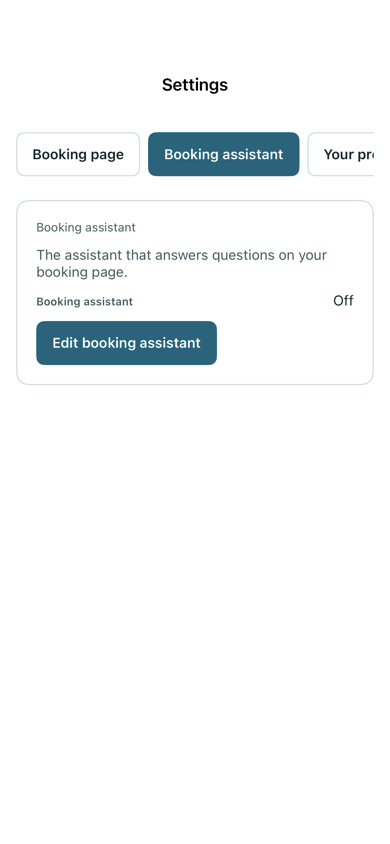 Settings
Booking page
Booking assistant
Your pr
Booking assistant
The assistant that answers questions on your
booking page.
Booking assistant
Off
Edit booking assistant